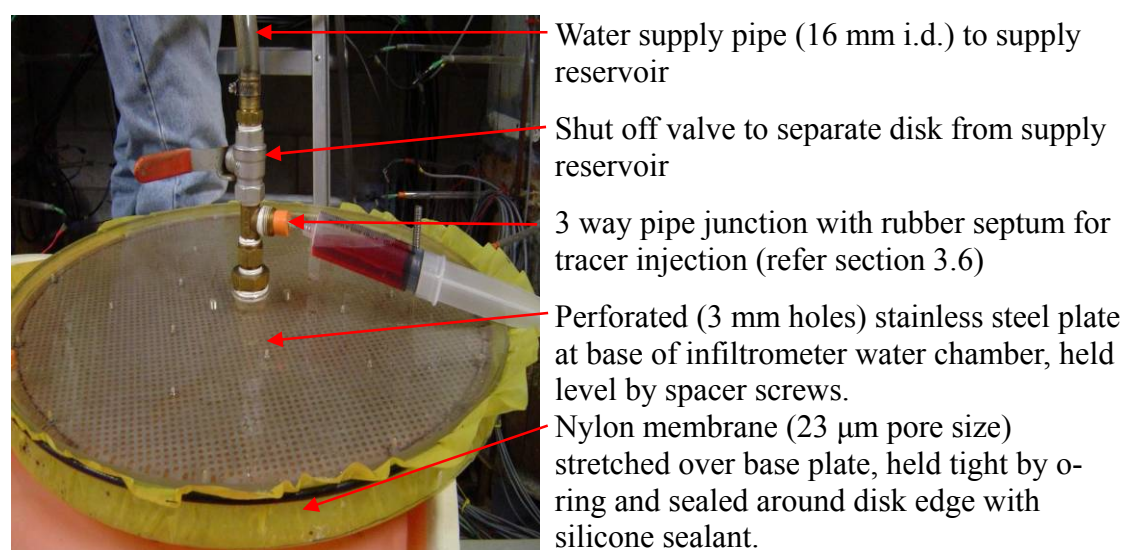 Water supply pipe (16 mm i.d.) to supply
reservoir
Shut off valve to separate disk from supply
reservoir
3 way pipe junction with rubber septum for
tracer injection (refer section 3.6)
Perforated (3 mm holes) stainless steel plate
at base of infiltrometer water chamber, held
level by spacer screws.
Nylon membrane (23 μm pore size)
stretched over base plate, held tight by o-
ring and sealed around disk edge with
silicone sealant.